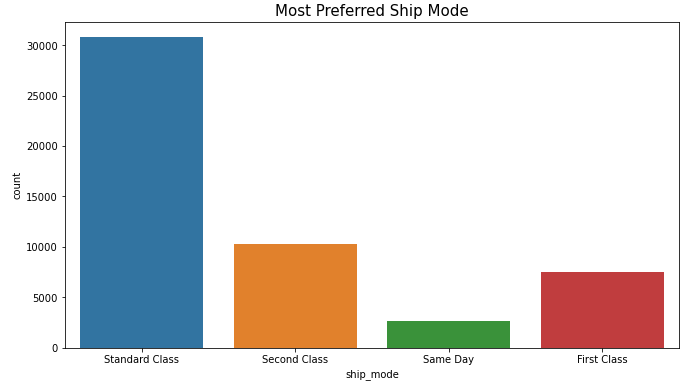 Most Preferred Ship Mode
30000
25000
20000
15000
10000
5000
0
count
Standard Class
Second Class
Same Day
First Class
ship_mode